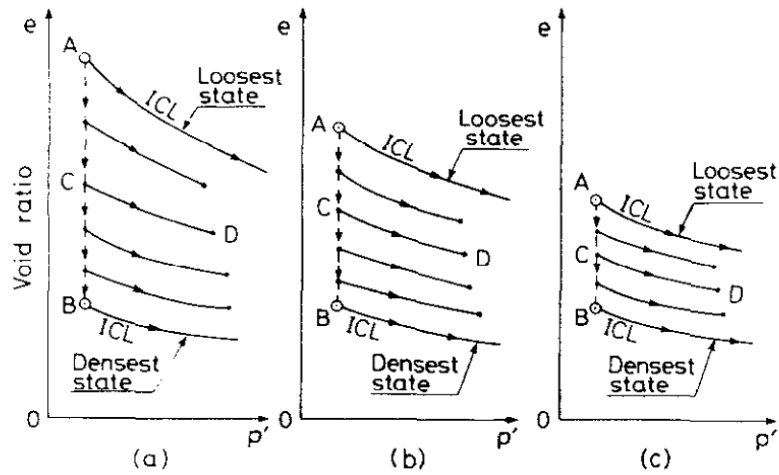 e
A
ICL
Loosest
state
C
D
B
ICL
Densest
state
Void ratio
0
p'
(a)
e
A
ICL
Loosest
state
C
D
B
ICL
Densest
state
0
p'
(b)
e
A
ICL
Loosest
state
C
D
B
ICL
Densest
state
0
p'
(c)